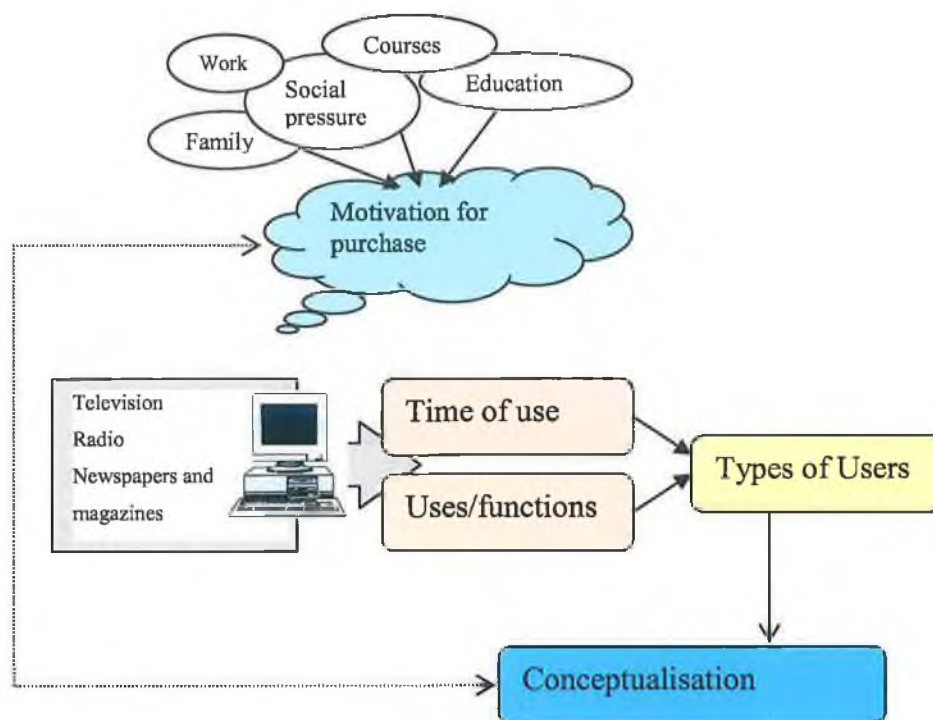 Courses
Work
Education
Social
pressure
Family
Motivation for
purchase
Television
Radio
Newspapers and
magazines
Time of use
Uses/functions
Types of Users
Conceptualisation